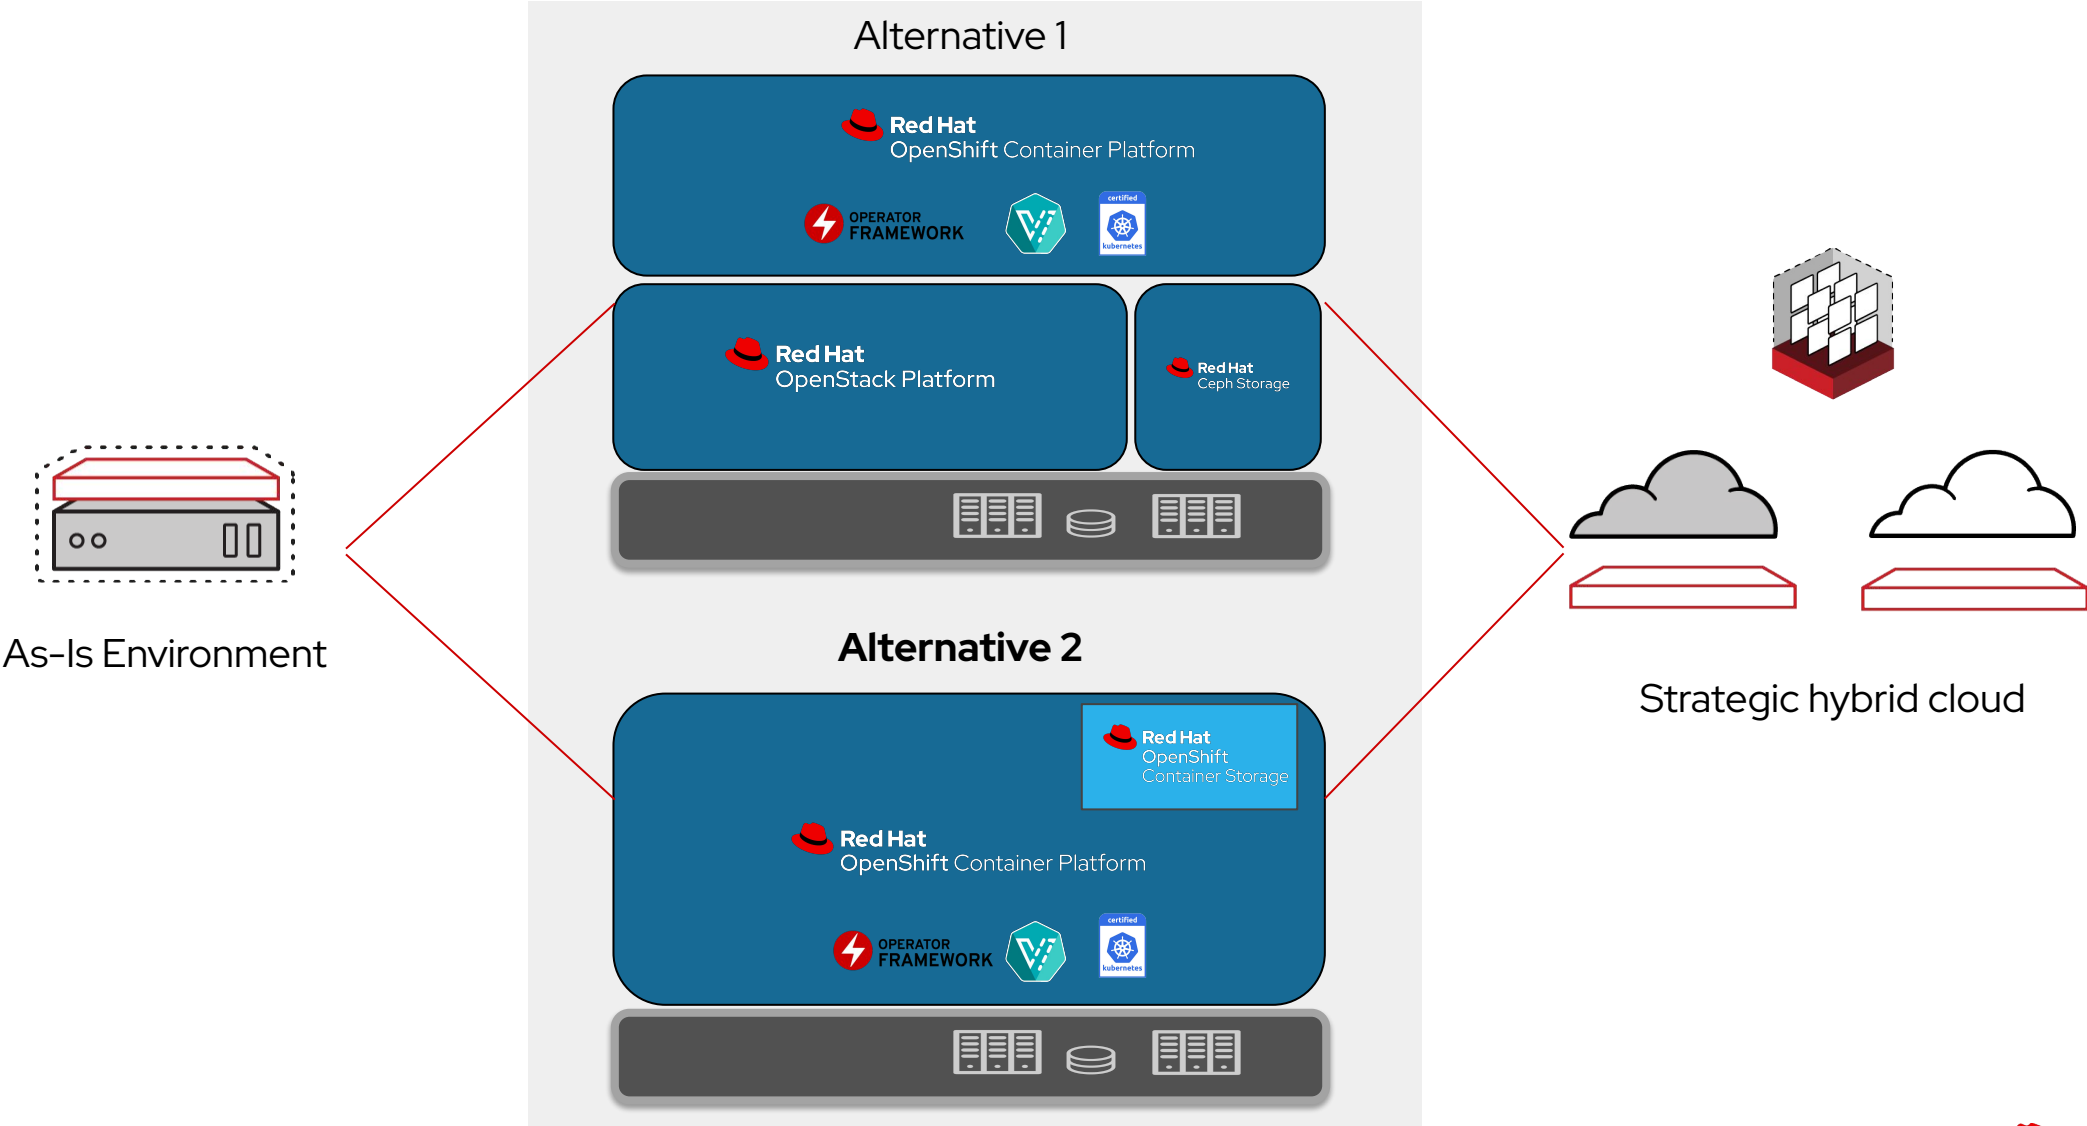 Alternative 1
Red Hat
OpenShift Container Platform
OPERATOR
FRAMEWORK
certified
kubernetes
Red Hat
OpenStack Platform
Red Hat
Ceph Storage
As-Is Environment
Strategic hybrid cloud
Alternative 2
Red Hat
OpenShift
Container Storage
Red Hat
OpenShift Container Platform
OPERATOR
FRAMEWORK
certified
kubernetes